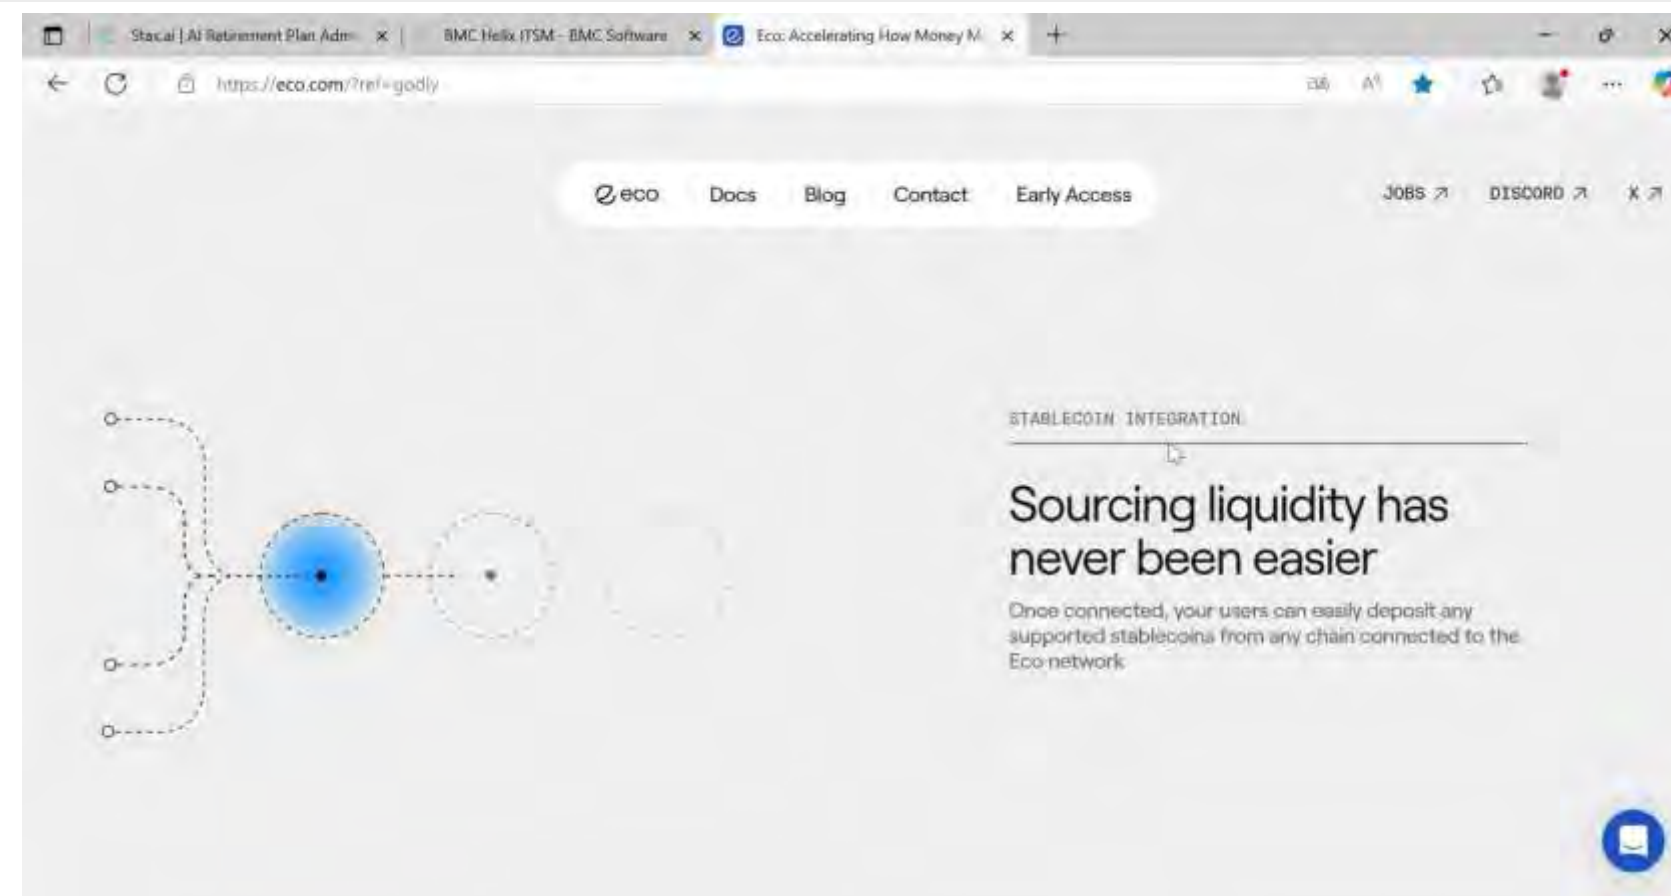 Stax.ai | AI Retirement Plan Adm
BMC Helix ITSM - BMC Software
Eco: Accelerating How Money M
https://eco.com/?ref=godly
eco
Docs
Blog
Contact
Early Access
JOBS
DISCORD
X
STABLECOIN INTEGRATION
Sourcing liquidity has
never been easier
Once connected, your users can easily deposit any
supported stablecoins from any chain connected to the
Eco network